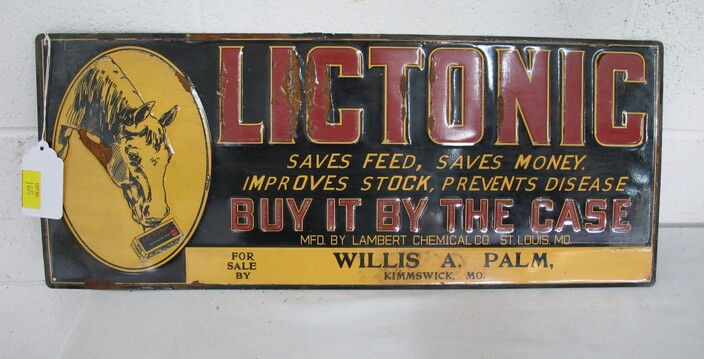 LICTONIC
SAVES FEED, SAVES MONEY.
IMPROVES STOCK, PREVENTS DISEASE
BUY IT BY THE CASE
MFD. BY LAMBERT CHEMICAL CO. ST. LOUIS. MO.
FOR SALE BY
WILLIS A. PALM,
KIMMSWICK, MO.
165